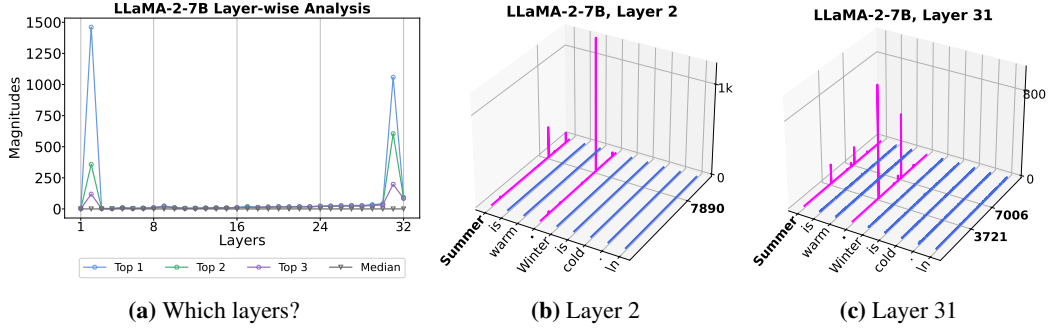 LLaMA-2-7B Layer-wise Analysis
1500
1250
1000
750
500
250
0
Magnitudes
1 8 16 24 32
Layers
Top 1 Top 2 Top 3 Median
(a) Which layers?
LLaMA-2-7B, Layer 2
1k
0
7890
Summer
is
warm
.
Winter
is
cold
.
\n
(b) Layer 2
LLaMA-2-7B, Layer 31
800
0
7006
3721
Summer
is
warm
.
Winter
is
cold
.
\n
(c) Layer 31